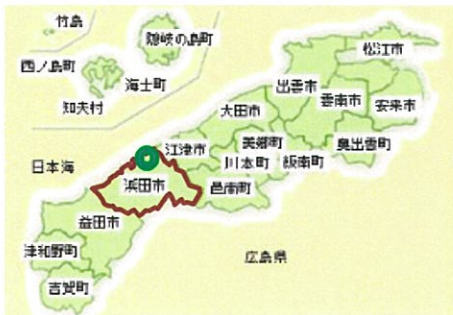 竹島
隠岐の島町
西ノ島町
海士町
知夫村
松江市
出雲市
雲南市
安来市
大田市
奥出雲町
飯南町
美郷町
川本町
江津市
邑南町
日本海
浜田市
益田市
津和野町
吉賀町
広島県